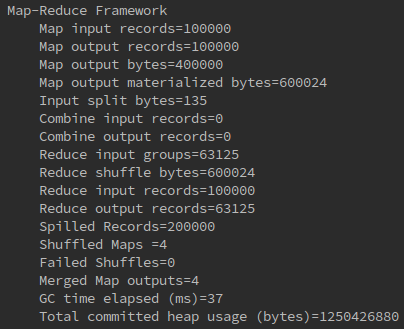 Map-Reduce Framework
Map input records=100000
Map output records=100000
Map output bytes=400000
Map output materialized bytes=600024
Input split bytes=135
Combine input records=0
Combine output records=0
Reduce input groups=63125
Reduce shuffle bytes=600024
Reduce input records=100000
Reduce output records=63125
Spilled Records=200000
Shuffled Maps =4
Failed Shuffles=0
Merged Map outputs=4
GC time elapsed (ms)=37
Total committed heap usage (bytes)=1250426880